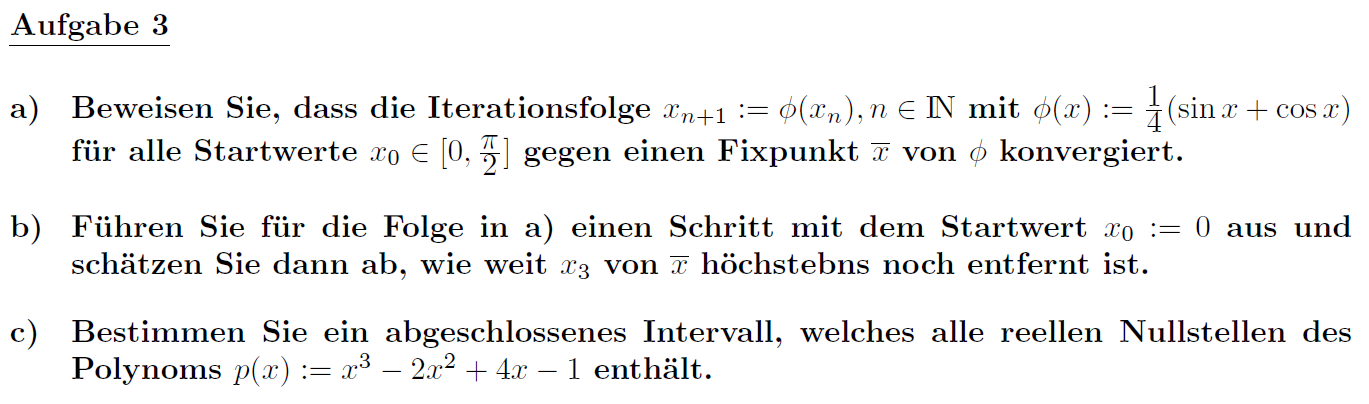 Aufgabe 3
a) Beweisen Sie, dass die Iterationsfolge $x_{n+1} := \phi(x_n), n \in \mathbb{N}$ mit $\phi(x) := \frac{1}{4}(\sin x + \cos x)$
für alle Startwerte $x_0 \in [0, \frac{\pi}{2}]$ gegen einen Fixpunkt $\overline{x}$ von $\phi$ konvergiert.
b) Führen Sie für die Folge in a) einen Schritt mit dem Startwert $x_0 := 0$ aus und
schätzen Sie dann ab, wie weit $x_3$ von $\overline{x}$ höchstebns noch entfernt ist.
c) Bestimmen Sie ein abgeschlossenes Intervall, welches alle reellen Nullstellen des
Polynoms $p(x) := x^3 - 2x^2 + 4x - 1$ enthält.